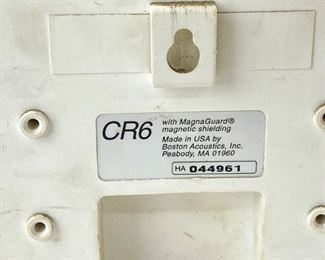 CR6
with MagnaGuard®
magnetic shielding
Made in USA by
Boston Acoustics, Inc.
Peabody, MA 01960
HA 044961